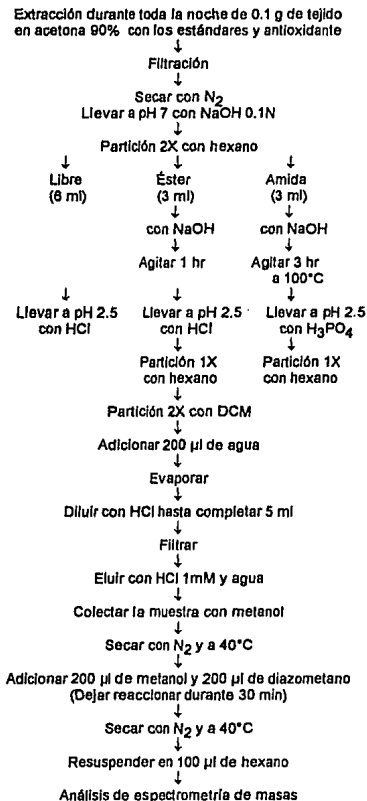 Extracción durante toda la noche de 0.1 g de tejido
en acetona 90% con los estándares y antioxidante
Filtración
Secar con N2
Llevar a pH 7 con NaOH 0.1N
Partición 2X con hexano
Libre Éster Amida
(6 ml) (3 ml) (3 ml)
con NaOH con NaOH
Agitar 1 hr Agitar 3 hr
a 100°C
Llevar a pH 2.5 Llevar a pH 2.5 Llevar a pH 2.5
con HCl con HCl con H3PO4
Partición 1X Partición 1X
con hexano con hexano
Partición 2X con DCM
Adicionar 200 µl de agua
Evaporar
Diluir con HCl hasta completar 5 ml
Filtrar
Eluir con HCl 1mM y agua
Colectar la muestra con metanol
Secar con N2 y a 40°C
Adicionar 200 µl de metanol y 200 µl de diazometano
(Dejar reaccionar durante 30 min)
Secar con N2 y a 40°C
Resuspender en 100 µl de hexano
Análisis de espectrometría de masas